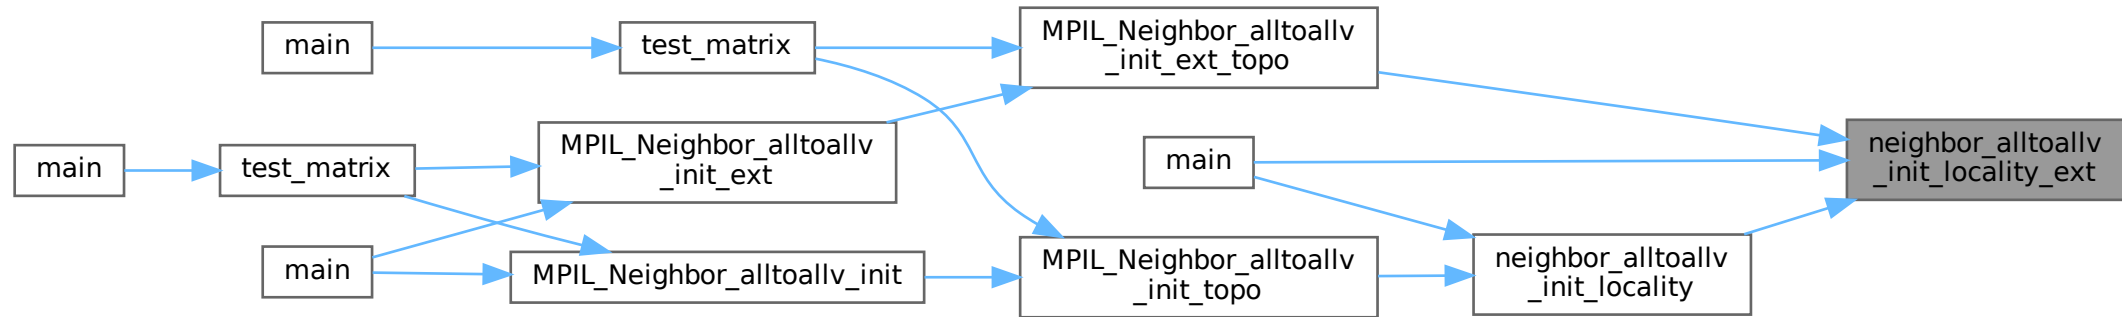 main
test_matrix
MPIL_Neighbor_alltoallv
_init_ext_topo
main
test_matrix
MPIL_Neighbor_alltoallv
_init_ext
main
neighbor_alltoallv
_init_locality_ext
main
MPIL_Neighbor_alltoallv_init
MPIL_Neighbor_alltoallv
_init_topo
neighbor_alltoallv
_init_locality